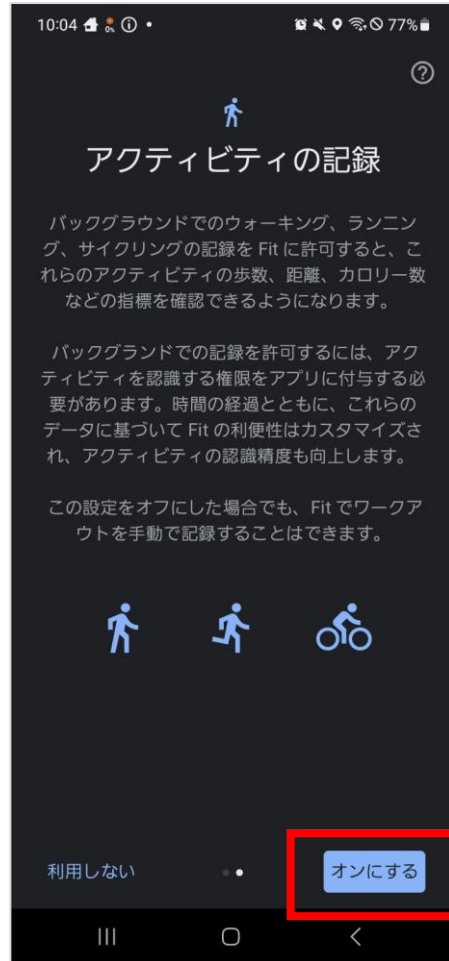 10:04
77%
アクティビティの記録
バックグラウンドでのウォーキング、ランニン
グ、サイクリングの記録を Fit に許可すると、こ
れらのアクティビティの歩数、距離、カロリー数
などの指標を確認できるようになります。
バックグランドでの記録を許可するには、アク
ティビティを認識する権限をアプリに付与する必
要があります。時間の経過とともに、これらの
データに基づいて Fit の利便性はカスタマイズさ
れ、アクティビティの認識精度も向上します。
この設定をオフにした場合でも、Fit でワークア
ウトを手動で記録することはできます。
利用しない
オンにする